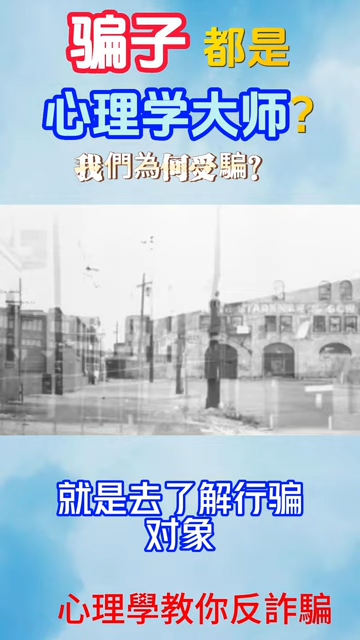 骗子 都是
心理学大师?
我們為何受騙?
就是去了解行骗
对象
心理學教你反詐騙